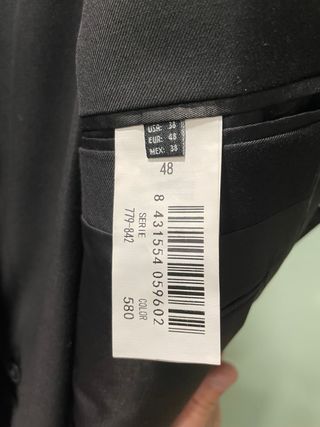 USA: 38
EUR: 48
MEX: 38
48
8 431554 059602
SERIE
779-842
COLOR
580